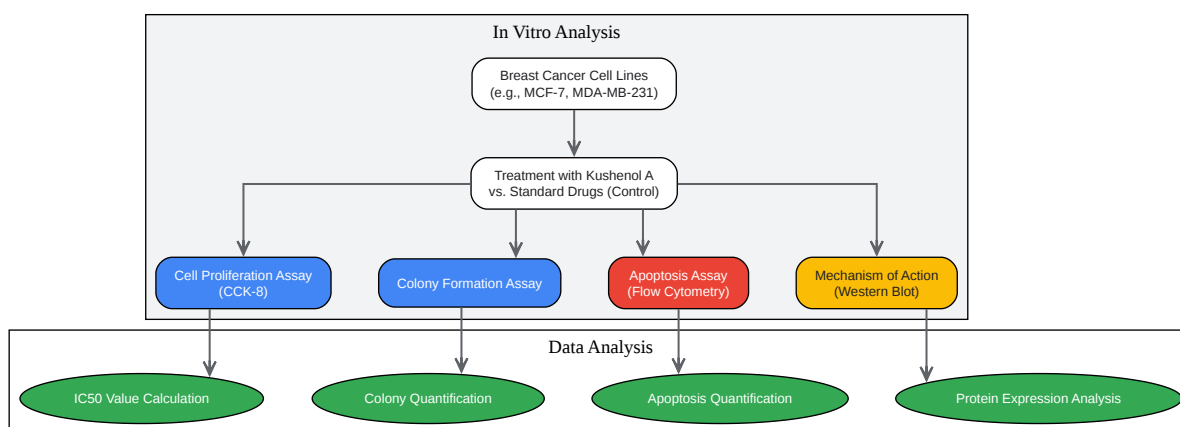 In Vitro Analysis
Breast Cancer Cell Lines
(e.g., MCF-7, MDA-MB-231)
Treatment with Kushenol A
vs. Standard Drugs (Control)
Cell Proliferation Assay
(CCK-8)
Colony Formation Assay
Apoptosis Assay
(Flow Cytometry)
Mechanism of Action
(Western Blot)
Data Analysis
IC50 Value Calculation
Colony Quantification
Apoptosis Quantification
Protein Expression Analysis